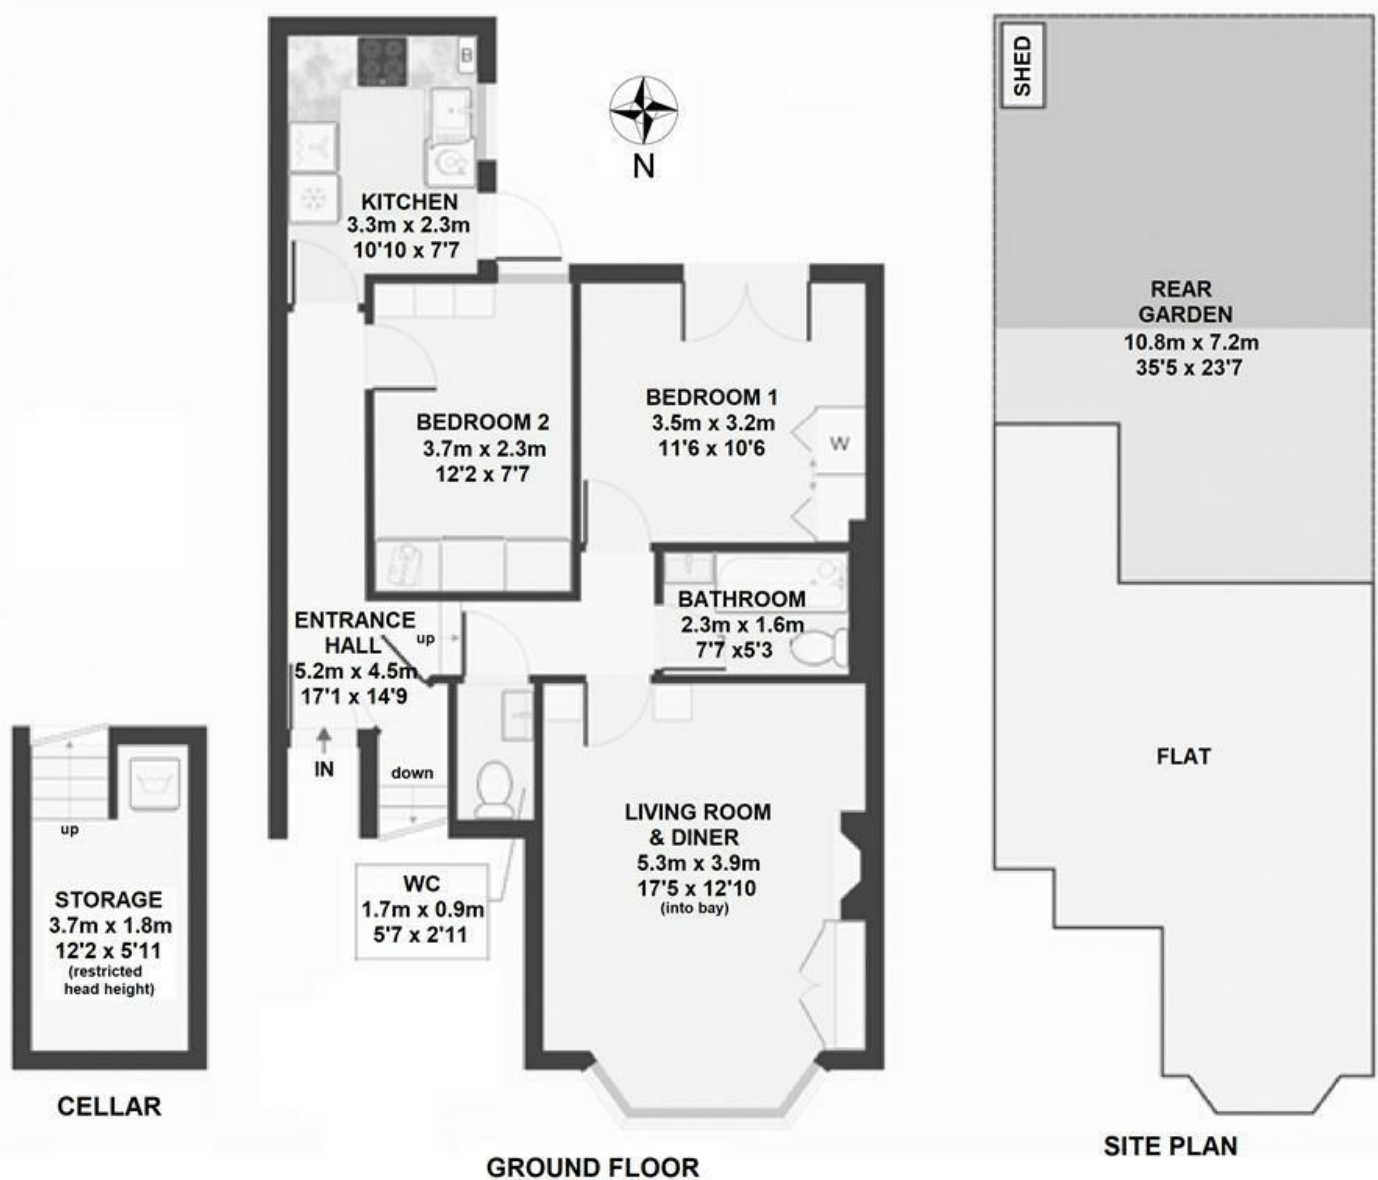 KITCHEN
3.3m x 2.3m
10'10 x 7'7
B
N
BEDROOM 2
3.7m x 2.3m
12'2 x 7'7
BEDROOM 1
3.5m x 3.2m
11'6 x 10'6
W
ENTRANCE
HALL
5.2m x 4.5m
17'1 x 14'9
up
BATHROOM
2.3m x 1.6m
7'7 x5'3
IN
down
WC
1.7m x 0.9m
5'7 x 2'11
LIVING ROOM
& DINER
5.3m x 3.9m
17'5 x 12'10
(into bay)
GROUND FLOOR
up
STORAGE
3.7m x 1.8m
12'2 x 5'11
(restricted
head height)
CELLAR
SHED
REAR
GARDEN
10.8m x 7.2m
35'5 x 23'7
FLAT
SITE PLAN